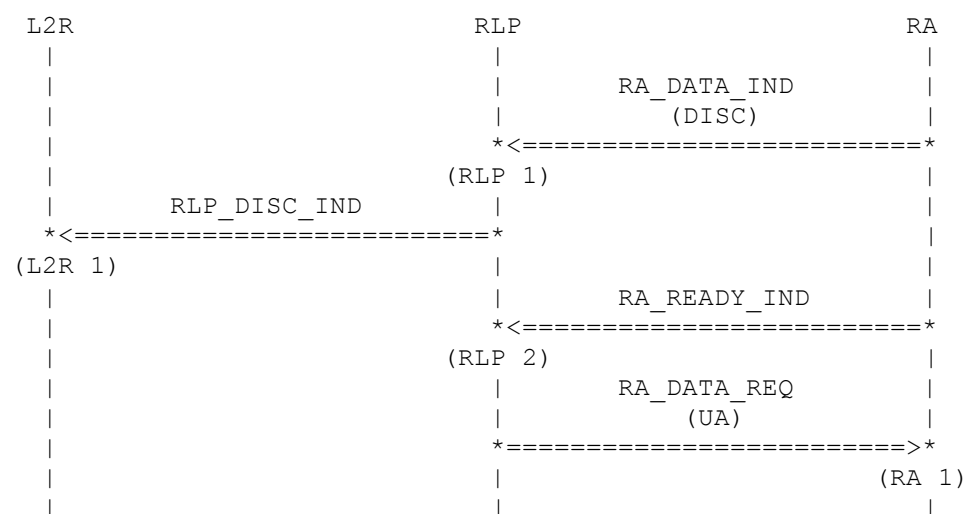 L2R RLP RA
RA_DATA_IND
(DISC)
(RLP 1)
RLP_DISC_IND
(L2R 1)
RA_READY_IND
(RLP 2)
RA_DATA_REQ
(UA)
(RA 1)